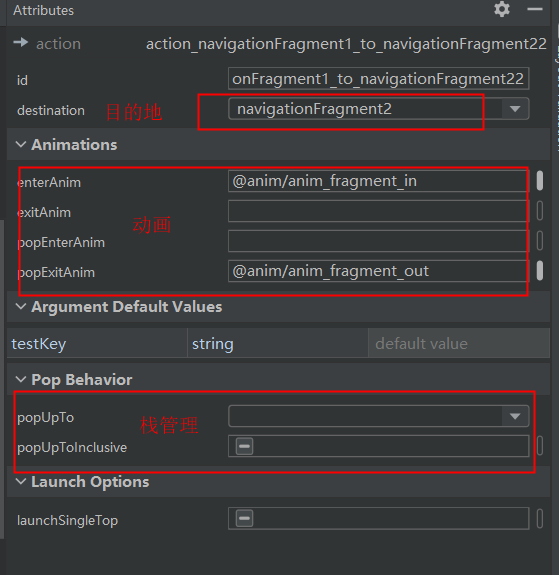 Attributes
action action_navigationFragment1_to_navigationFragment22
id onFragment1_to_navigationFragment22
destination 目的地 navigationFragment2
Animations
enterAnim @anim/anim_fragment_in
exitAnim 动画
popEnterAnim
popExitAnim @anim/anim_fragment_out
Argument Default Values
testKey string default value
Pop Behavior
popUpTo 栈管理
popUpToInclusive
Launch Options
launchSingleTop